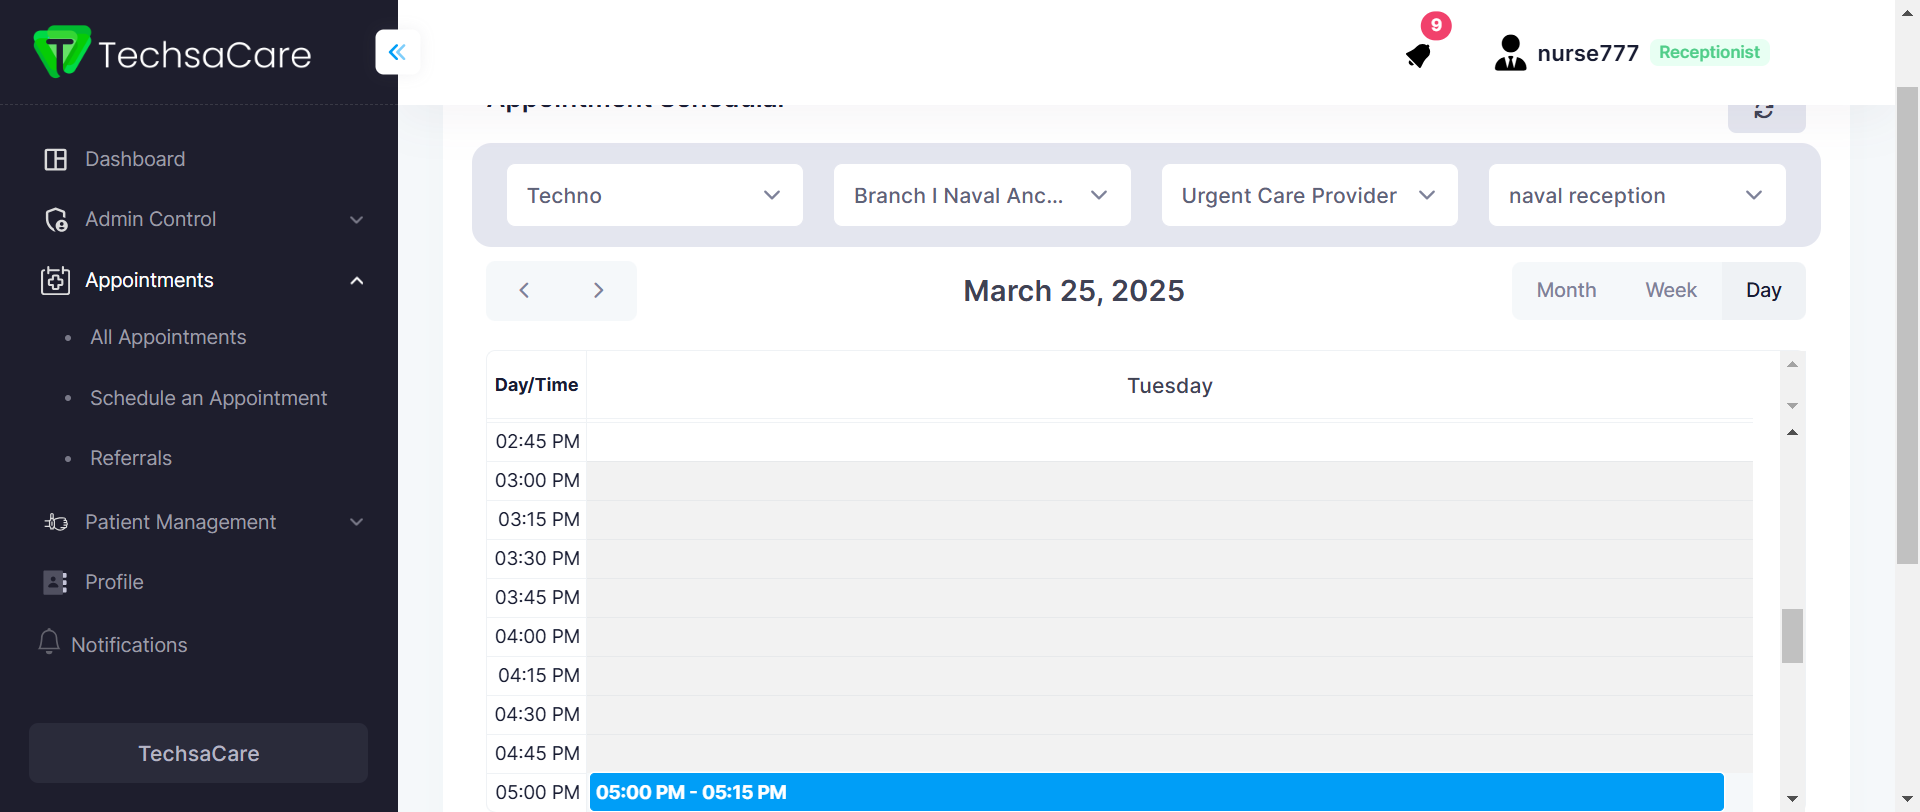 TechsaCare
9
nurse777 Receptionist
Appointment Schedular
Dashboard
Admin Control
Appointments
All Appointments
Schedule an Appointment
Referrals
Patient Management
Profile
Notifications
TechsaCare
Techno
Branch I Naval Anc...
Urgent Care Provider
naval reception
March 25, 2025
Month Week Day
Day/Time Tuesday
02:45 PM
03:00 PM
03:15 PM
03:30 PM
03:45 PM
04:00 PM
04:15 PM
04:30 PM
04:45 PM
05:00 PM 05:00 PM - 05:15 PM